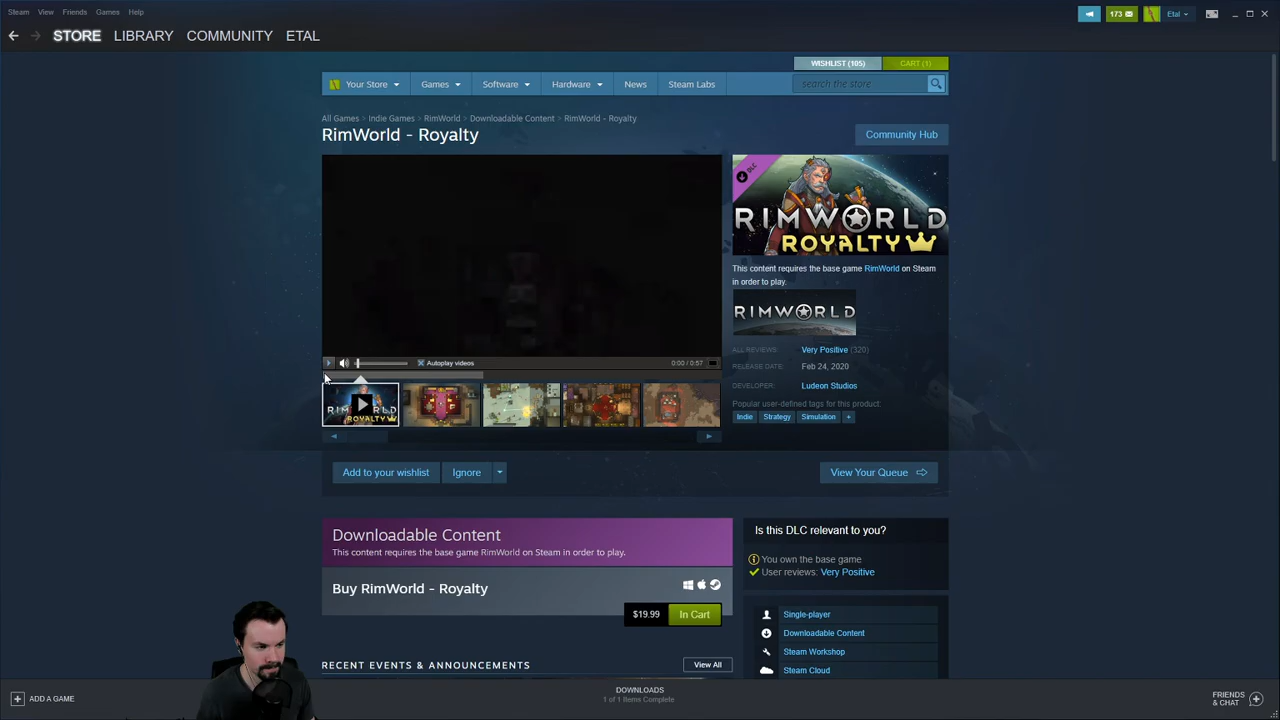 Steam View Friends Games Help
173 Etal
STORE LIBRARY COMMUNITY ETAL
WISHLIST (105) CART (1)
Your Store Games Software Hardware News Steam Labs search the store
All Games > Indie Games > RimWorld > Downloadable Content > RimWorld - Royalty
RimWorld - Royalty
Community Hub
DLC
RIMWORLD
ROYALTY
This content requires the base game RimWorld on Steam
in order to play.
RIMWORLD
ALL REVIEWS: Very Positive (320)
RELEASE DATE: Feb 24, 2020
DEVELOPER: Ludeon Studios
Popular user-defined tags for this product:
Indie Strategy Simulation +
Autoplay videos 0:00 / 0:57
RIMWORLD
ROYALTY
Add to your wishlist Ignore View Your Queue
Downloadable Content
This content requires the base game RimWorld on Steam in order to play.
Buy RimWorld - Royalty
$19.99 In Cart
RECENT EVENTS & ANNOUNCEMENTS View All
Is this DLC relevant to you?
You own the base game
User reviews: Very Positive
Single-player
Downloadable Content
Steam Workshop
Steam Cloud
ADD A GAME
DOWNLOADS
1 of 1 Items Complete
FRIENDS
& CHAT